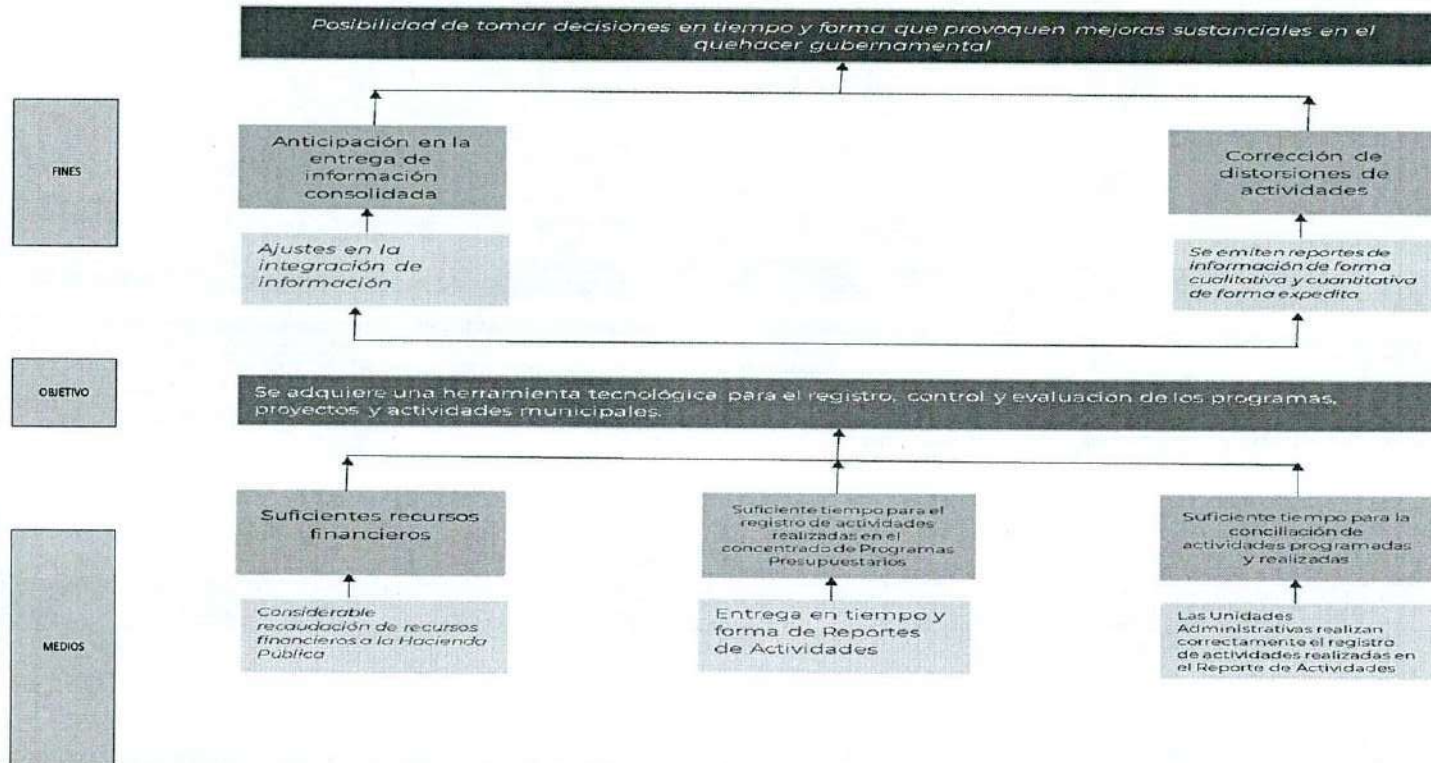 Posibilidad de tomar decisiones en tiempo y forma que provoquen mejoras sustanciales en el
quehacer gubernamental
FINES
Anticipación en la
entrega de
información
consolidada
Corrección de
distorsiones de
actividades
Ajustes en la
integración de
información
Se emiten reportes de
información de forma
cualitativa y cuantitativa
de forma expedita
OBJETIVO
Se adquiere una herramienta tecnológica para el registro, control y evaluación de los programas,
proyectos y actividades municipales.
Suficientes recursos
financieros
Suficiente tiempo para el
registro de actividades
realizadas en el
concentrado de Programas
Presupuestarios
Suficiente tiempo para la
conciliación de
actividades programadas
y realizadas
MEDIOS
Considerable
recaudación de recursos
financieros a la Hacienda
Pública
Entrega en tiempo y
forma de Reportes
de Actividades
Las Unidades
Administrativas realizan
correctamente el registro
de actividades realizadas en
el Reporte de Actividades